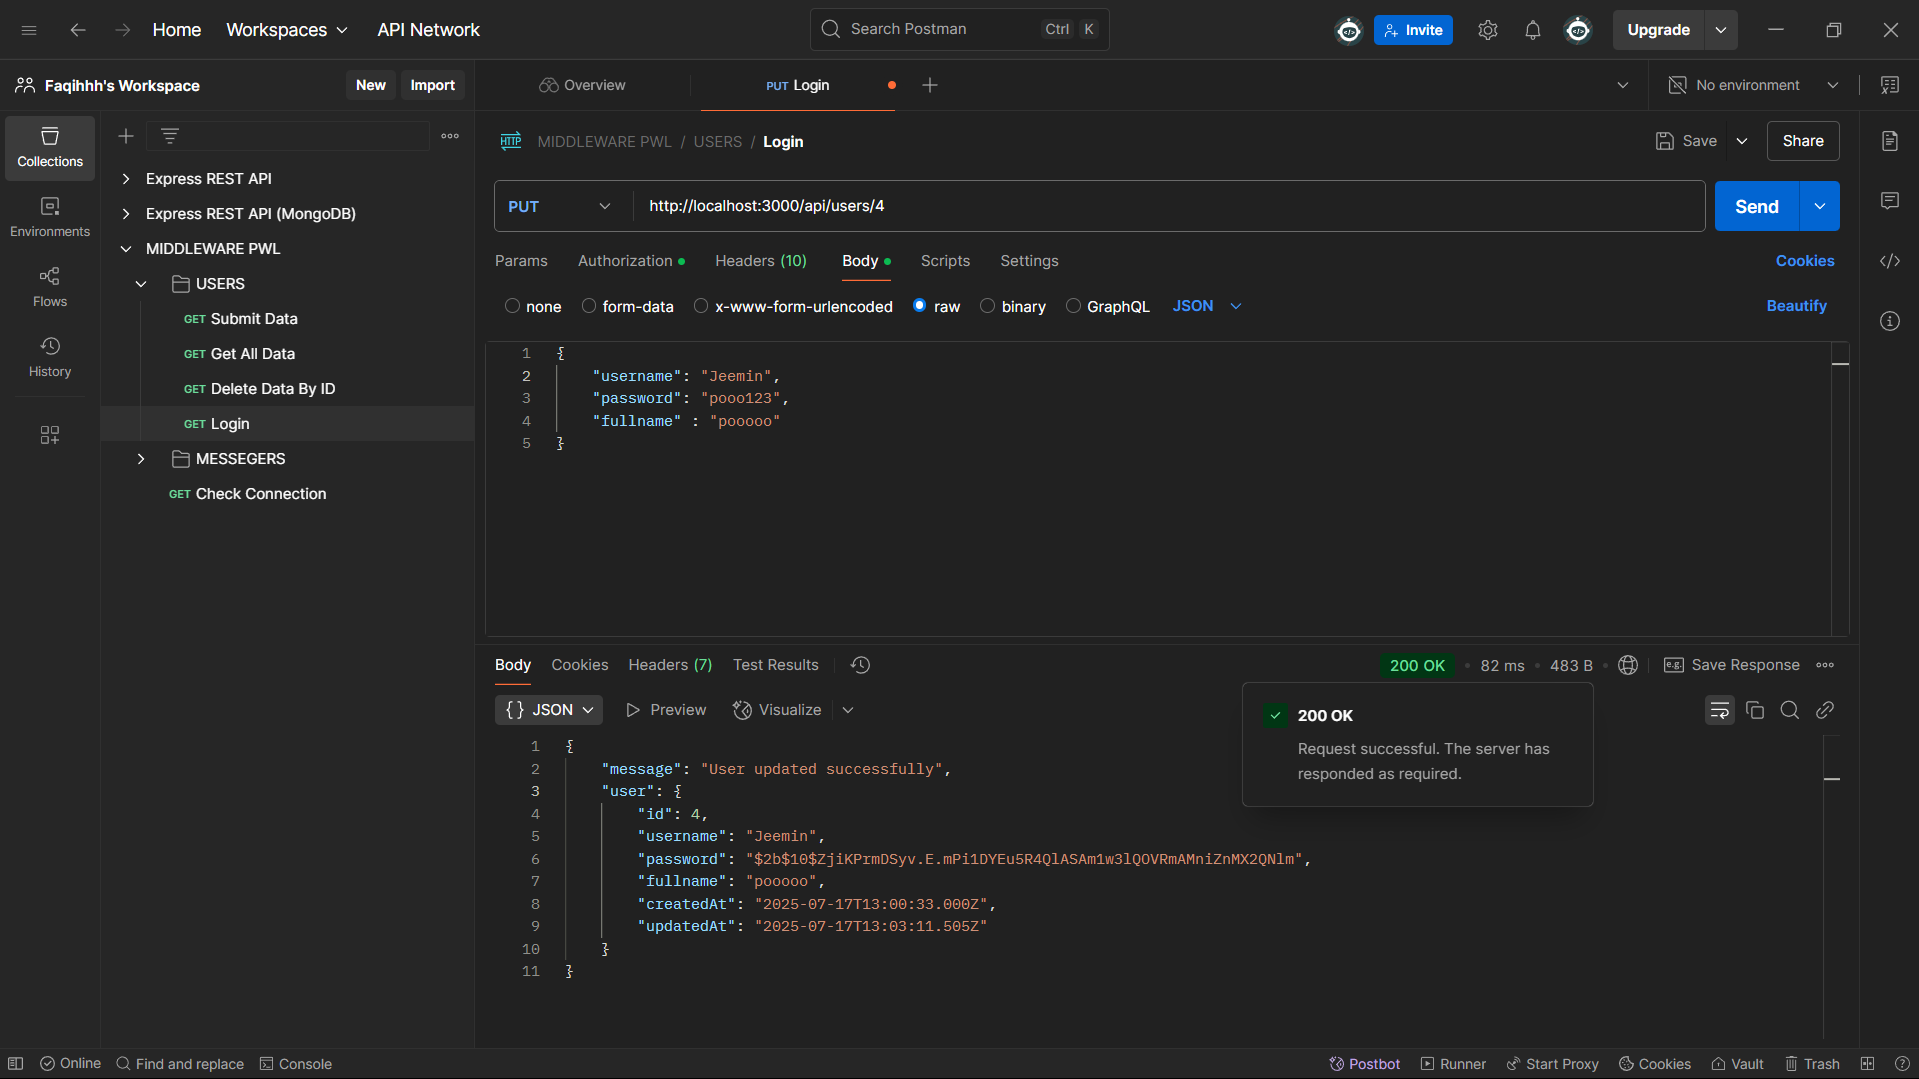 Home Workspaces API Network Search Postman Ctrl K Invite Upgrade
Faqihhh's Workspace New Import Overview PUT Login No environment
Collections
Environments
Flows
History
Express REST API
Express REST API (MongoDB)
MIDDLEWARE PWL
USERS
GET Submit Data
GET Get All Data
GET Delete Data By ID
GET Login
MESSEGERS
GET Check Connection
HTTP MIDDLEWARE PWL / USERS / Login Save Share
PUT http://localhost:3000/api/users/4 Send
Params Authorization Headers (10) Body Scripts Settings Cookies
none form-data x-www-form-urlencoded raw binary GraphQL JSON Beautify
1 {
2 "username": "Jeemin",
3 "password": "pooo123",
4 "fullname" : "pooooo"
5 }
Body Cookies Headers (7) Test Results 200 OK • 82 ms • 483 B • e.g. Save Response
{} JSON Preview Visualize
200 OK
Request successful. The server has
responded as required.
1 {
2 "message": "User updated successfully",
3 "user": {
4 "id": 4,
5 "username": "Jeemin",
6 "password": "$2b$10$ZjiKPrmDSyv.E.mPi1DYEu5R4QlASAm1w3lQOVRmAMniZnMX2QNlm",
7 "fullname": "pooooo",
8 "createdAt": "2025-07-17T13:00:33.000Z",
9 "updatedAt": "2025-07-17T13:03:11.505Z"
10 }
11 }
Online Find and replace Console Postbot Runner Start Proxy Cookies Vault Trash